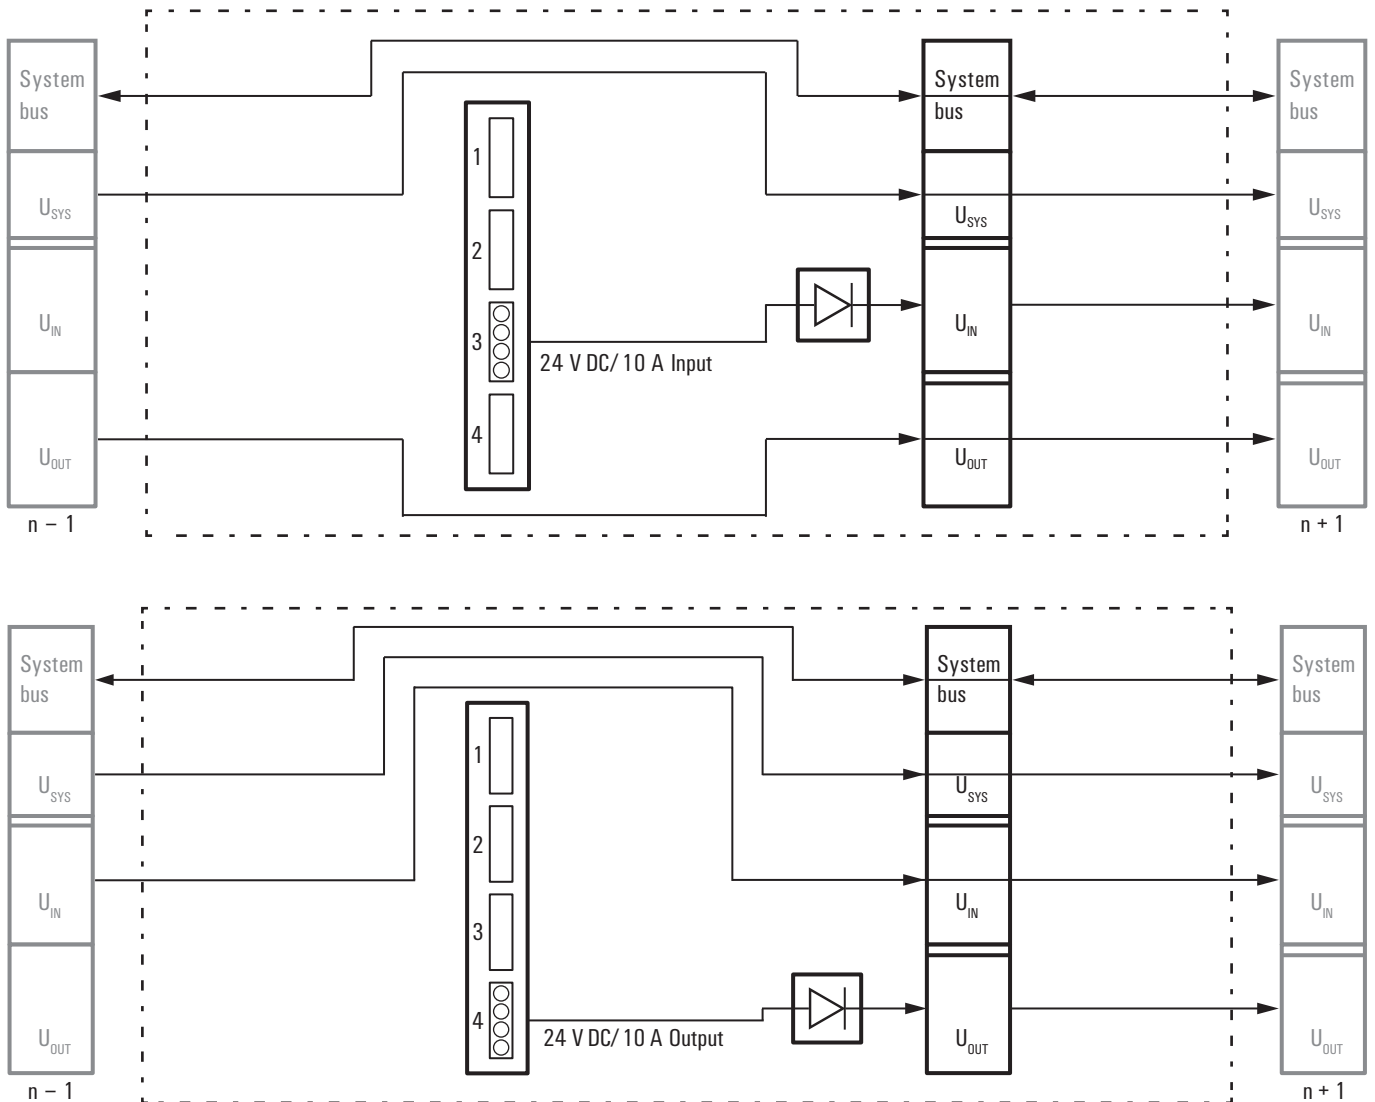 System
bus
U_SYS
U_IN
U_OUT
n – 1
1
2
3
4
24 V DC/ 10 A Input
System
bus
U_SYS
U_IN
U_OUT
System
bus
U_SYS
U_IN
U_OUT
n + 1
System
bus
U_SYS
U_IN
U_OUT
n – 1
1
2
3
4
24 V DC/ 10 A Output
System
bus
U_SYS
U_IN
U_OUT
System
bus
U_SYS
U_IN
U_OUT
n + 1